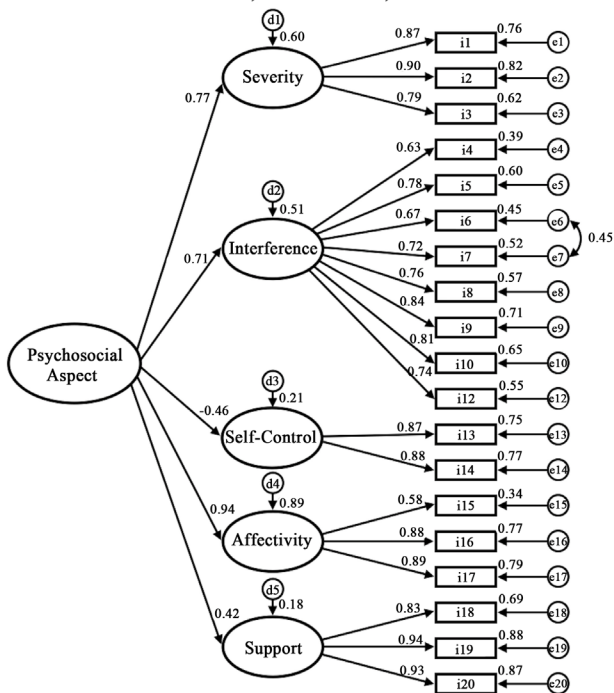 d1
0.60
Severity
0.77
0.87
i1
0.76
e1
0.90
i2
0.82
e2
0.79
i3
0.62
e3
d2
0.51
Interference
0.71
0.63
i4
0.39
e4
0.78
i5
0.60
e5
0.67
i6
0.45
e6
0.72
i7
0.52
e7
0.45
0.76
i8
0.57
e8
0.84
i9
0.71
e9
0.81
i10
0.65
e10
0.74
i12
0.55
e12
Psychosocial
Aspect
d3
0.21
-0.46
Self-Control
0.87
i13
0.75
e13
0.88
i14
0.77
e14
d4
0.89
0.94
Affectivity
0.58
i15
0.34
e15
0.88
i16
0.77
e16
0.89
i17
0.79
e17
d5
0.18
0.42
Support
0.83
i18
0.69
e18
0.94
i19
0.88
e19
0.93
i20
0.87
e20